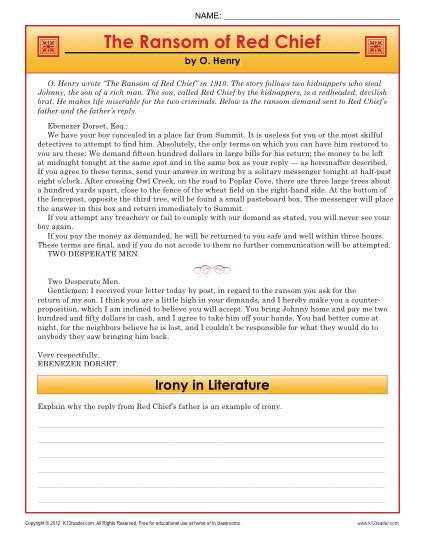 NAME:
The Ransom of Red Chief
by O. Henry
O. Henry wrote "The Ransom of Red Chief" in 1910. The story follows two kidnappers who steal
Johnny, the son of a rich man. The son, called Red Chief by the kidnappers, is a redheaded, devilish
brat. He makes life miserable for the two criminals. Below is the ransom demand sent to Red Chief's
father and the father's reply.
Ebenezer Dorset, Esq.:
We have your boy concealed in a place far from Summit. It is useless for you or the most skilful
detectives to attempt to find him. Absolutely, the only terms on which you can have him restored to
you are these: We demand fifteen hundred dollars in large bills for his return; the money to be left
at midnight tonight at the same spot and in the same box as your reply — as hereinafter described.
If you agree to these terms, send your answer in writing by a solitary messenger tonight at half-past
eight o'clock. After crossing Owl Creek, on the road to Poplar Cove, there are three large trees about
a hundred yards apart, close to the fence of the wheat field on the right-hand side. At the bottom of
the fencepost, opposite the third tree, will be found a small pasteboard box. The messenger will place
the answer in this box and return immediately to Summit.
If you attempt any treachery or fail to comply with our demand as stated, you will never see your
boy again.
If you pay the money as demanded, he will be returned to you safe and well within three hours.
These terms are final, and if you do not accede to them no further communication will be attempted.
TWO DESPERATE MEN.
Two Desperate Men.
Gentlemen: I received your letter today by post, in regard to the ransom you ask for the
return of my son. I think you are a little high in your demands, and I hereby make you a counter-
proposition, which I am inclined to believe you will accept. You bring Johnny home and pay me two
hundred and fifty dollars in cash, and I agree to take him off your hands. You had better come at
night, for the neighbors believe he is lost, and I couldn't be responsible for what they would do to
anybody they saw bringing him back.
Very respectfully,
EBENEZER DORSET.
Irony in Literature
Explain why the reply from Red Chief's father is an example of irony.
Copyright © 2012 K12reader.com. All Rights Reserved. Free for educational use at home or in classrooms.
www.k12reader.com